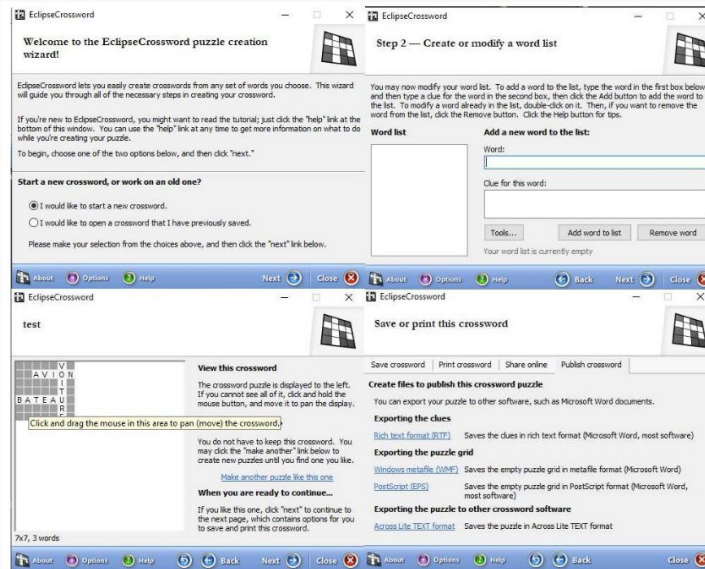 EclipseCrossword
Welcome to the EclipseCrossword puzzle creation
wizard!
EclipseCrossword lets you easily create crosswords from any set of words you choose. This wizard
will guide you through all of the necessary steps in creating your crossword.
If you're new to EclipseCrossword, you might want to read the tutorial; just click the "help" link at the
bottom of this window. You can use the "help" link at any time to get more information on what to do
while you're creating your puzzle.
To begin, choose one of the two options below, and then click "next."
Start a new crossword, or work on an old one?
I would like to start a new crossword.
I would like to open a crossword that I have previously saved.
Please make your selection from the choices above, and then click the "next" link below.
About Options Help Next Close
EclipseCrossword
Step 2 — Create or modify a word list
You may now modify your word list. To add a word to the list, type the word in the first box below
and then type a clue for the word in the second box, then click the Add button to add the word to
the list. To modify a word already in the list, double-click on it. Then, if you want to remove the
word from the list, click the Remove button. Click the Help button for tips.
Word list
Add a new word to the list:
Word:
Clue for this word:
Tools... Add word to list Remove word
Your word list is currently empty
About Options Help Back Next Close
EclipseCrossword
test
V
AVION
I
T
BATEAU
R
Click and drag the mouse in this area to pan (move) the crossword.
7x7, 3 words
View this crossword
The crossword puzzle is displayed to the left.
If you cannot see all of it, click and hold the
mouse button, and move it to pan the display.
You do not have to keep this crossword. You
may click the "make another" link below to
create new puzzles until you find one you like.
Make another puzzle like this one
When you are ready to continue...
If you like this one, click "next" to continue to
the next page, which contains options for you
to save and print this crossword.
About Options Help Back Next Close
EclipseCrossword
Save or print this crossword
Save crossword Print crossword Share online Publish crossword
Create files to publish this crossword puzzle
You can export your puzzle to other software, such as Microsoft Word documents.
Exporting the clues
Rich text format (RTF) Saves the clues in rich text format (Microsoft Word, most software)
Exporting the puzzle grid
Windows metafile (WMF) Saves the empty puzzle grid in metafile format (Microsoft Word)
PostScript (EPS) Saves the empty puzzle grid in PostScript format (Microsoft Word,
most software)
Exporting the puzzle to other crossword software
Across Lite TEXT format Saves the puzzle in Across Lite TEXT format
About Options Help Back Close